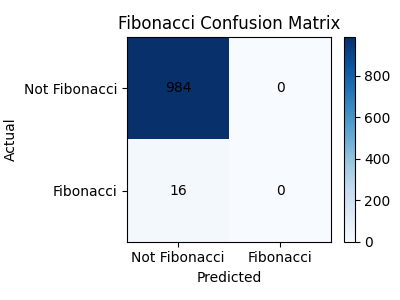 Fibonacci Confusion Matrix
Actual
Not Fibonacci
984
0
Fibonacci
16
0
Not Fibonacci
Fibonacci
Predicted
800
600
400
200
0